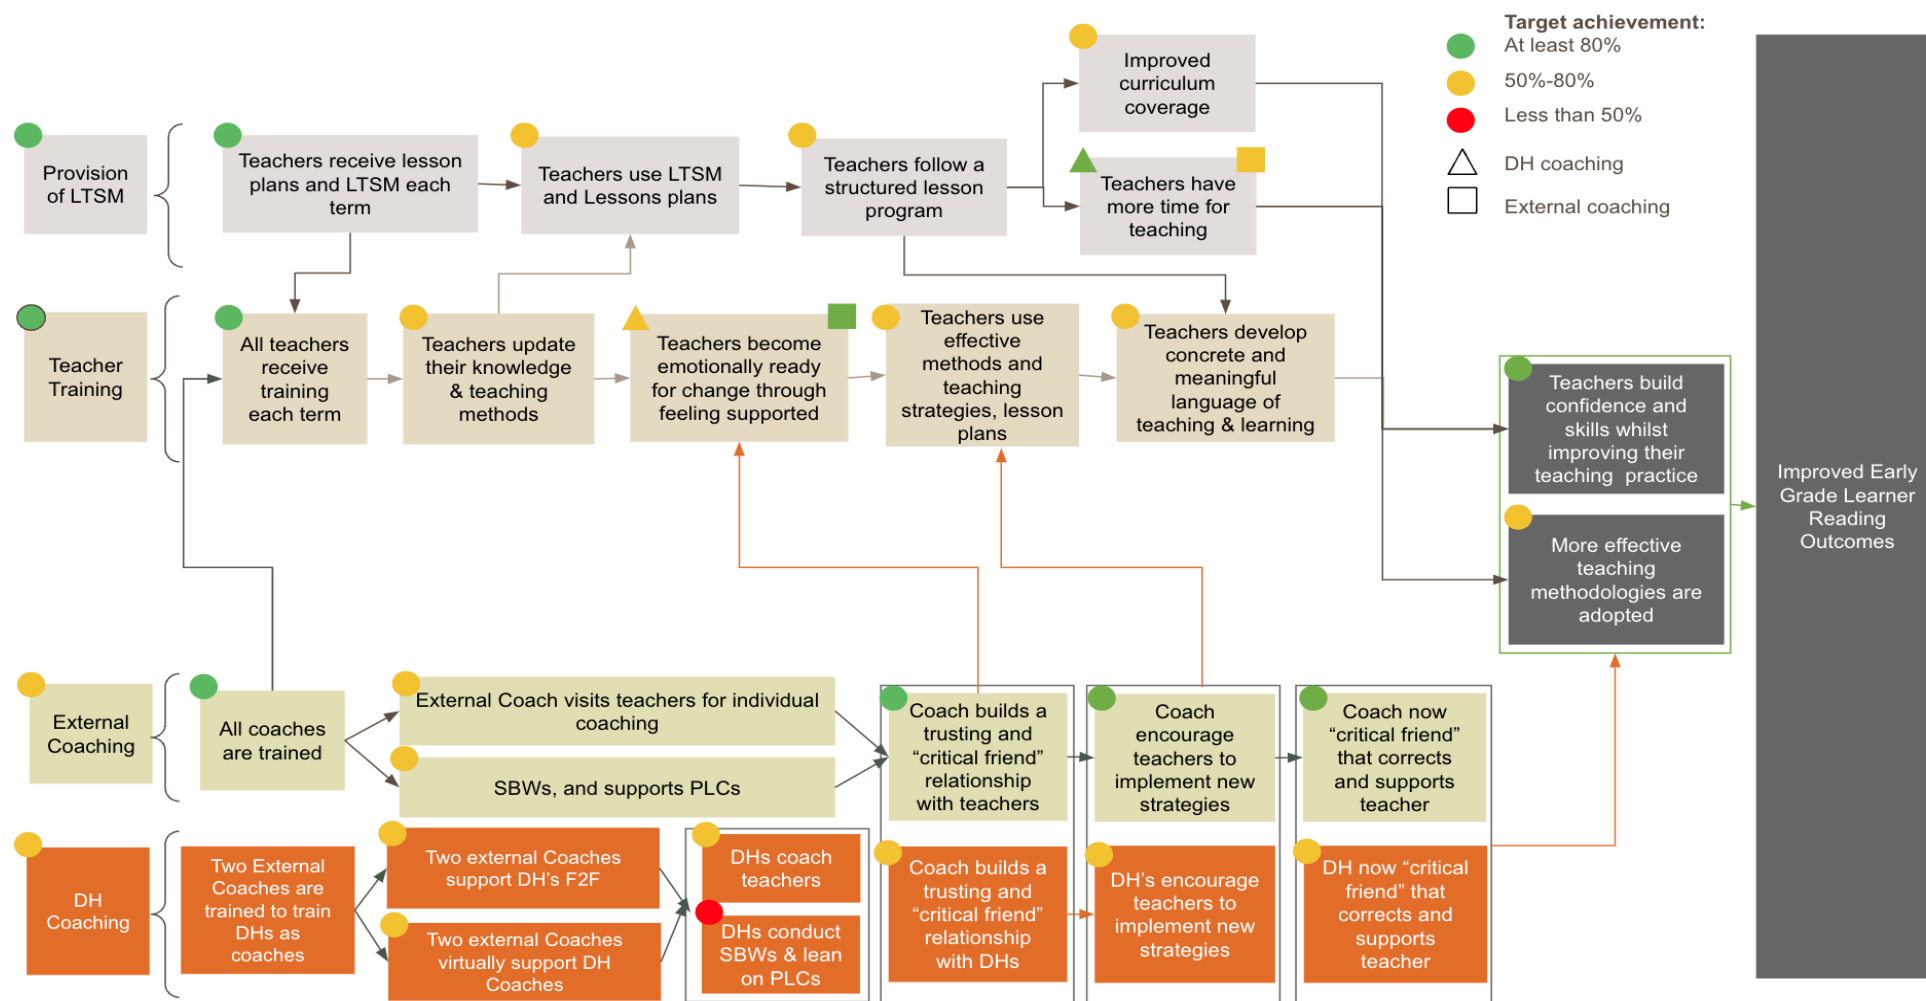 Target achievement:
At least 80%
50%-80%
Less than 50%
DH coaching
External coaching
Provision
of LTSM
Teachers receive lesson
plans and LTSM each
term
Teachers use LTSM
and Lessons plans
Teachers follow a
structured lesson
program
Improved
curriculum
coverage
Teachers have
more time for
teaching
Teacher
Training
All teachers
receive
training
each term
Teachers update
their knowledge
& teaching
methods
Teachers become
emotionally ready
for change through
feeling supported
Teachers use
effective
methods and
teaching
strategies, lesson
plans
Teachers develop
concrete and
meaningful
language of
teaching & learning
Teachers build
confidence and
skills whilst
improving their
teaching practice
More effective
teaching
methodologies are
adopted
Improved Early
Grade Learner
Reading
Outcomes
External
Coaching
All coaches
are trained
External Coach visits teachers for individual
coaching
SBWs, and supports PLCs
Coach builds a
trusting and
“critical friend”
relationship
with teachers
Coach
encourage
teachers to
implement new
strategies
Coach now
“critical friend”
that corrects
and supports
teacher
DH
Coaching
Two External
Coaches are
trained to train
DHs as
coaches
Two external Coaches
support DH’s F2F
Two external Coaches
virtually support DH
Coaches
DHs coach
teachers
DHs conduct
SBWs & lean
on PLCs
Coach builds a
trusting and
“critical friend”
relationship
with DHs
DH’s encourage
teachers to
implement new
strategies
DH now “critical
friend” that
corrects and
supports
teacher